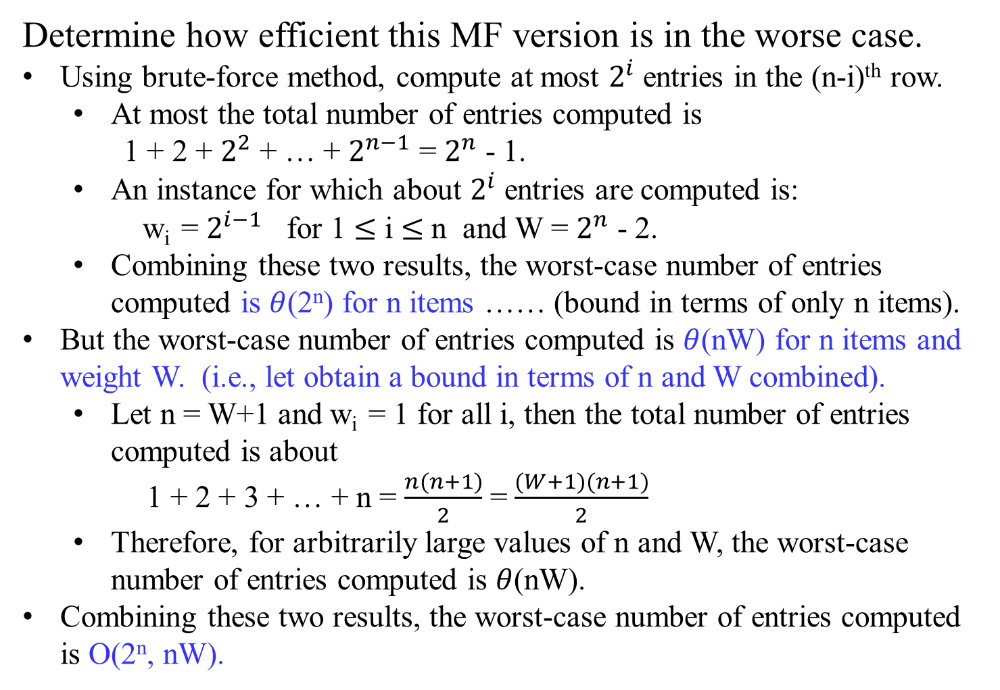 Determine how efficient this MF version is in the worse case.
• Using brute-force method, compute at most 2^i entries in the (n-i)^th row.
• At most the total number of entries computed is
1 + 2 + 2^2 + … + 2^{n−1} = 2^n - 1.
• An instance for which about 2^i entries are computed is:
w_i = 2^{i−1} for 1 ≤ i ≤ n and W = 2^n - 2.
• Combining these two results, the worst-case number of entries
computed is θ(2^n) for n items …… (bound in terms of only n items).
• But the worst-case number of entries computed is θ(nW) for n items and
weight W. (i.e., let obtain a bound in terms of n and W combined).
• Let n = W+1 and w_i = 1 for all i, then the total number of entries
computed is about
1 + 2 + 3 + … + n = \frac{n(n+1)}{2} = \frac{(W+1)(n+1)}{2}
• Therefore, for arbitrarily large values of n and W, the worst-case
number of entries computed is θ(nW).
• Combining these two results, the worst-case number of entries computed
is O(2^n, nW).